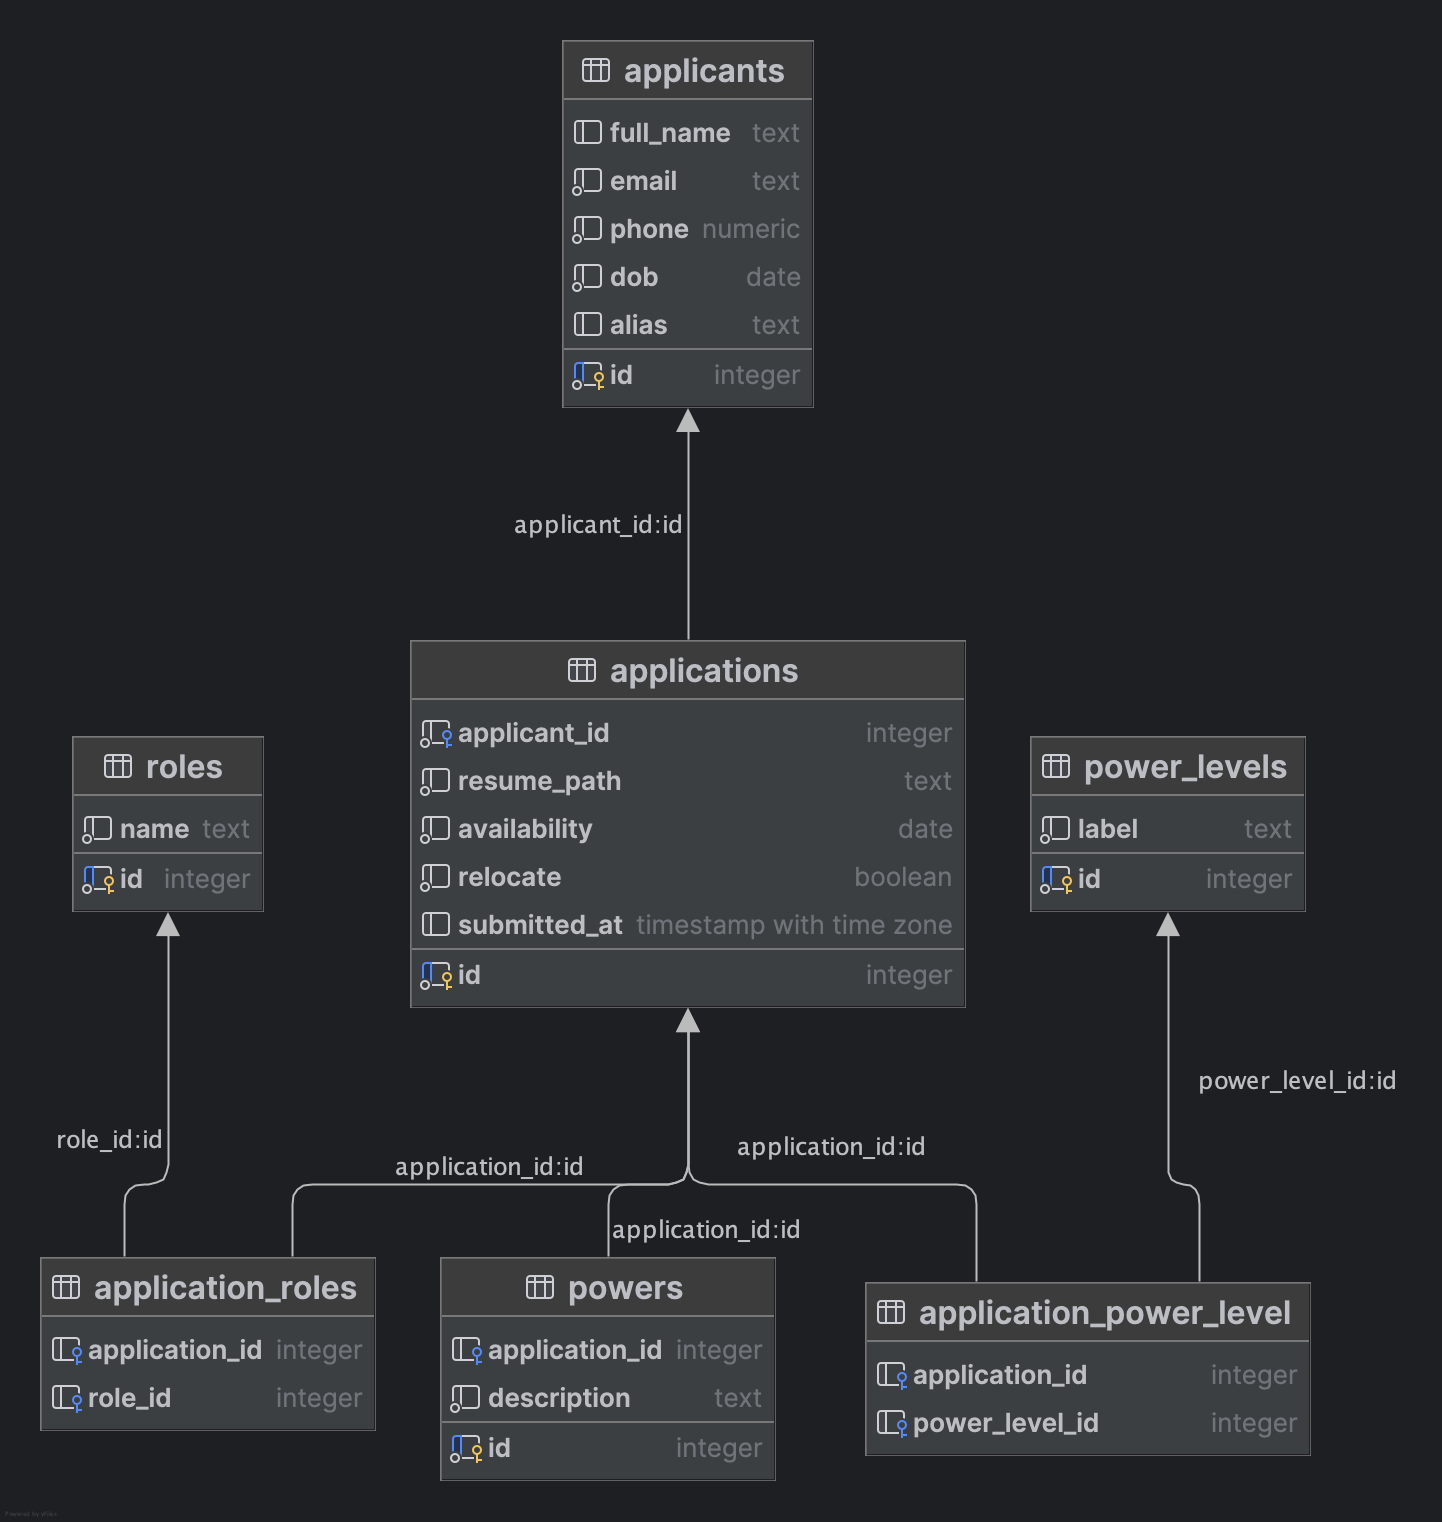 applicants
full_name text
email text
phone numeric
dob date
alias text
id integer
applicant_id:id
applications
applicant_id integer
resume_path text
availability date
relocate boolean
submitted_at timestamp with time zone
id integer
roles
name text
id integer
power_levels
label text
id integer
role_id:id
application_id:id
application_id:id
application_id:id
power_level_id:id
application_roles
application_id integer
role_id integer
powers
application_id integer
description text
id integer
application_power_level
application_id integer
power_level_id integer
Powered by yFiles